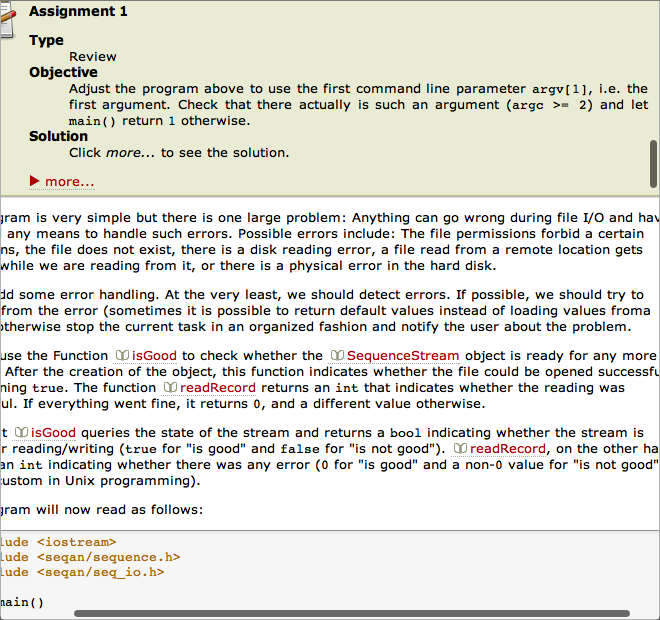 Assignment 1
Type
Review
Objective
Adjust the program above to use the first command line parameter argv[1], i.e. the
first argument. Check that there actually is such an argument (argc >= 2) and let
main() return 1 otherwise.
Solution
Click more... to see the solution.
more...
gram is very simple but there is one large problem: Anything can go wrong during file I/O and hav
any means to handle such errors. Possible errors include: The file permissions forbid a certain
ns, the file does not exist, there is a disk reading error, a file read from a remote location gets
while we are reading from it, or there is a physical error in the hard disk.
dd some error handling. At the very least, we should detect errors. If possible, we should try to
from the error (sometimes it is possible to return default values instead of loading values froma
otherwise stop the current task in an organized fashion and notify the user about the problem.
use the Function isGood to check whether the SequenceStream object is ready for any more
After the creation of the object, this function indicates whether the file could be opened successfu
ning true. The function readRecord returns an int that indicates whether the reading was
ul. If everything went fine, it returns 0, and a different value otherwise.
t isGood queries the state of the stream and returns a bool indicating whether the stream is
r reading/writing (true for "is good" and false for "is not good"). readRecord, on the other ha
an int indicating whether there was any error (0 for "is good" and a non-0 value for "is not good"
custom in Unix programming).
gram will now read as follows:
lude <iostream>
lude <seqan/sequence.h>
lude <seqan/seq_io.h>
main()